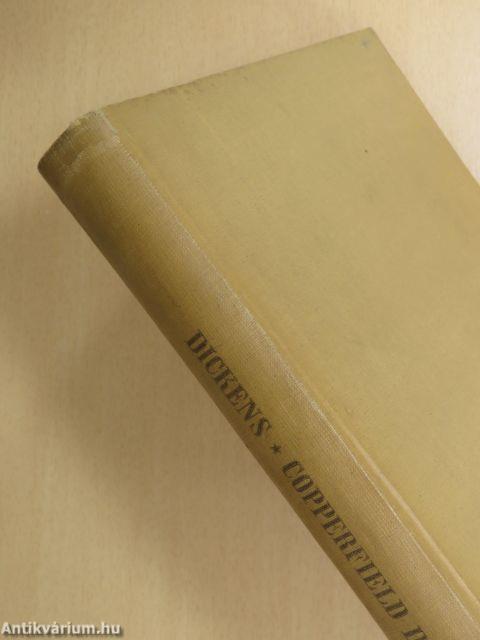 DICKENS * COPPERFIELD
Antikvárium.hu